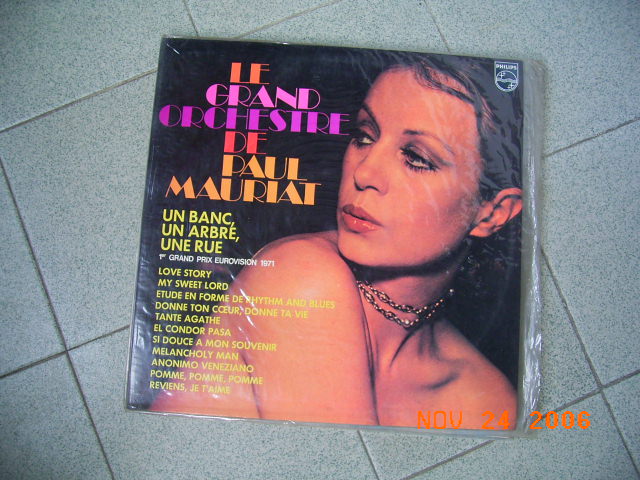 LE
GRAND
ORCHESTRE
DE
PAUL
MAURIAT
PHILIPS
UN BANC,
UN ARBRÉ,
UNE RUE
1er GRAND PRIX EUROVISION 1971
LOVE STORY
MY SWEET LORD
ETUDE EN FORME DE RHYTHM AND BLUES
DONNE TON CŒUR, DONNE TA VIE
TANTE AGATHE
EL CONDOR PASA
SI DOUCE A MON SOUVENIR
MELANCHOLY MAN
ANONIMO VENEZIANO
POMME, POMME, POMME
REVIENS, JE T'AIME
NOV 24 2006